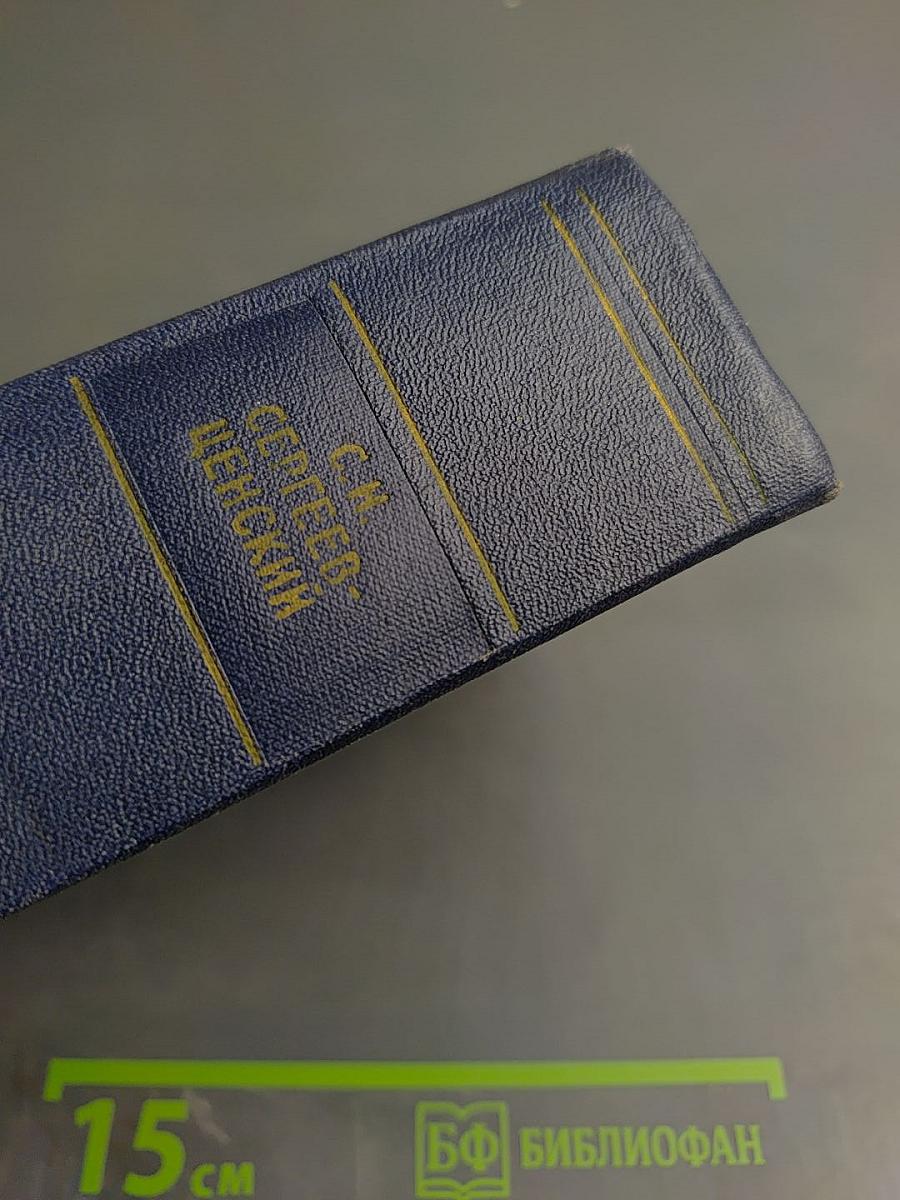 С.Н.
СЕРГЕЕВ-
ЦЕНСКИЙ
15 см
БФ БИБЛИОФАН